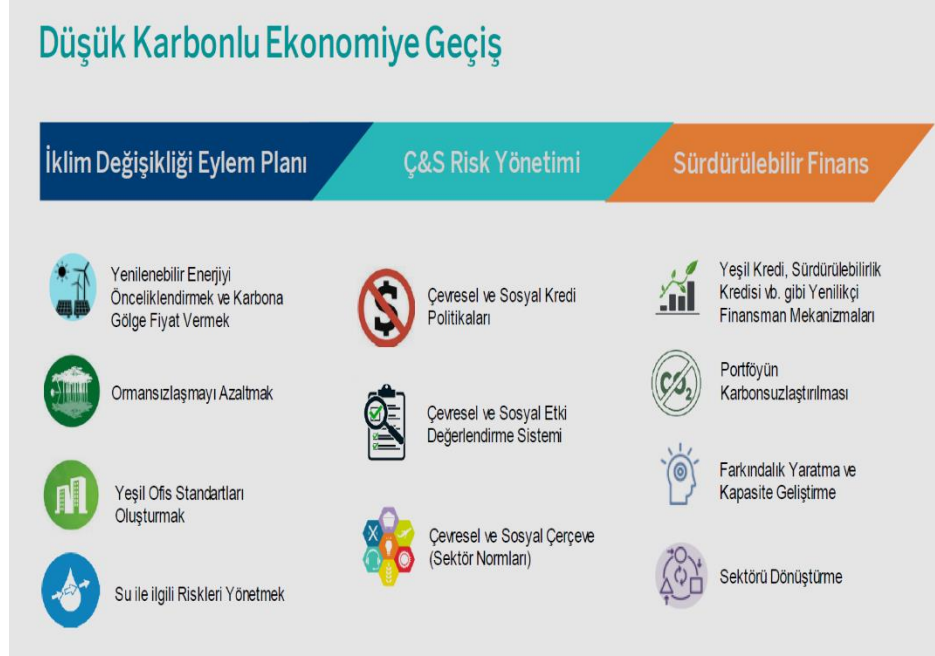 Düşük Karbonlu Ekonomiye Geçiş
İklim Değişikliği Eylem Planı
Ç&S Risk Yönetimi
Sürdürülebilir Finans
Yenilenebilir Enerjiyi
Önceliklendirmek ve Karbona
Gölge Fiyat Vermek
Ormansızlaşmayı Azaltmak
Yeşil Ofis Standartları
Oluşturmak
Su ile ilgili Riskleri Yönetmek
$
Çevresel ve Sosyal Kredi
Politikaları
Çevresel ve Sosyal Etki
Değerlendirme Sistemi
Çevresel ve Sosyal Çerçeve
(Sektör Normları)
Yeşil Kredi, Sürdürülebilirlik
Kredisi vb. gibi Yenilikçi
Finansman Mekanizmaları
CO2
Portföyün
Karbonsuzlaştırılması
Farkındalık Yaratma ve
Kapasite Geliştirme
Sektörü Dönüştürme